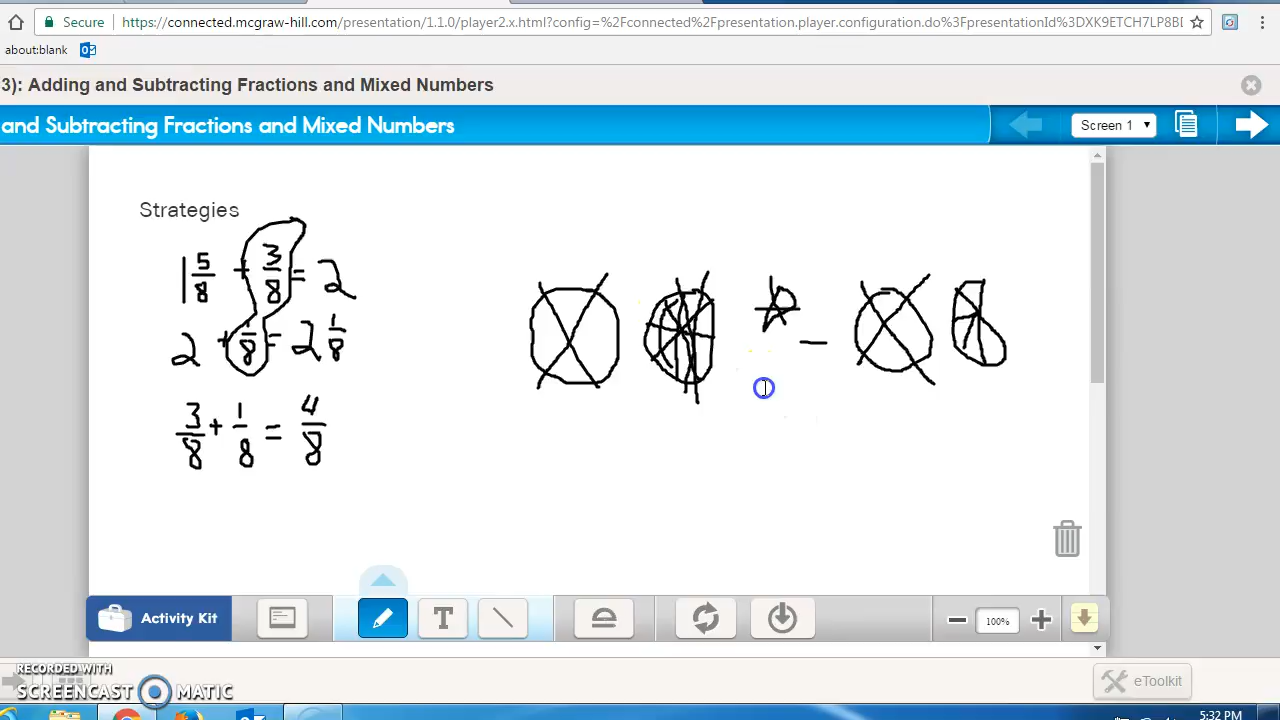 Secure https://connected.mcgraw-hill.com/presentation/1.1.0/player2.x.html?config=%2Fconnected%2Fpresentation.player.configuration.do%3FpresentationId%3DXK9ETCH7LP8BD
about:blank
3): Adding and Subtracting Fractions and Mixed Numbers
and Subtracting Fractions and Mixed Numbers
Screen 1
Strategies
1 5/8 + 3/8 = 2
2 + 1/8 = 2 1/8
3/8 + 1/8 = 4/8
−
Activity Kit
T
100%
RECORDED WITH
SCREENCAST MATIC
eToolkit
5:32 PM